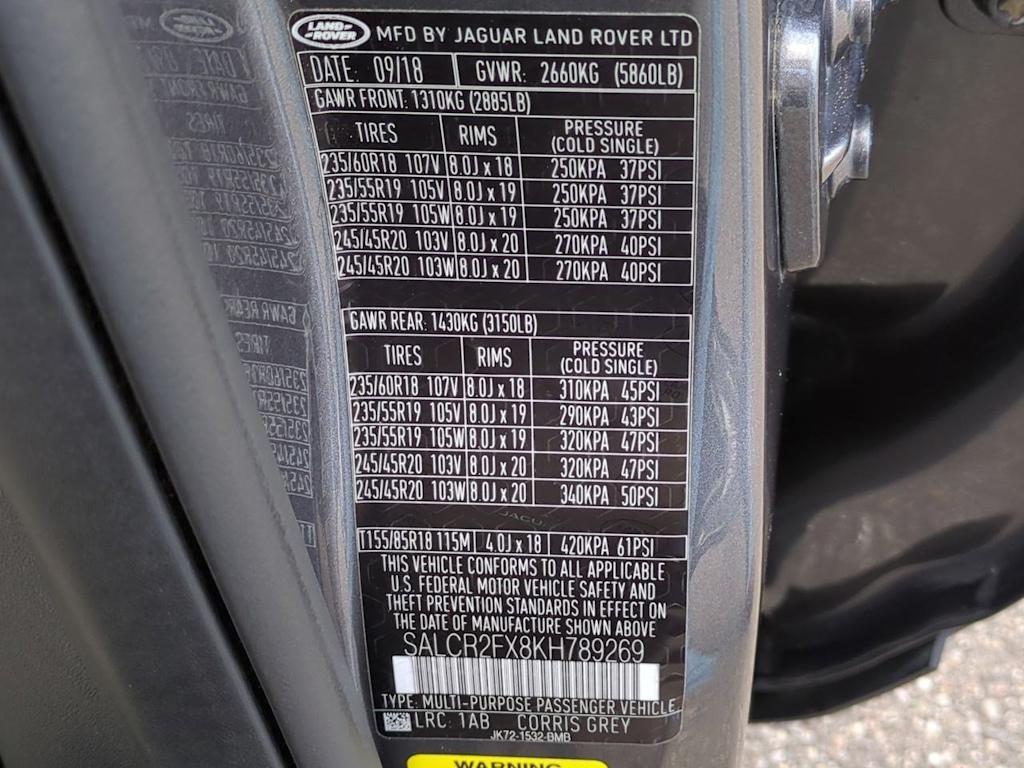 LAND ROVER MFD BY JAGUAR LAND ROVER LTD
DATE: 09/18 GVWR: 2660KG (5860LB)
GAWR FRONT: 1310KG (2885LB)
TIRES RIMS PRESSURE (COLD SINGLE)
235/60R18 107V 8.0J x 18 250KPA 37PSI
235/55R19 105V 8.0J x 19 250KPA 37PSI
235/55R19 105W 8.0J x 19 250KPA 37PSI
245/45R20 103V 8.0J x 20 270KPA 40PSI
245/45R20 103W 8.0J x 20 270KPA 40PSI
GAWR REAR: 1430KG (3150LB)
TIRES RIMS PRESSURE (COLD SINGLE)
235/60R18 107V 8.0J x 18 310KPA 45PSI
235/55R19 105V 8.0J x 19 290KPA 43PSI
235/55R19 105W 8.0J x 19 320KPA 47PSI
245/45R20 103V 8.0J x 20 320KPA 47PSI
245/45R20 103W 8.0J x 20 340KPA 50PSI
T155/85R18 115M 4.0J x 18 420KPA 61PSI
THIS VEHICLE CONFORMS TO ALL APPLICABLE
U.S. FEDERAL MOTOR VEHICLE SAFETY AND
THEFT PREVENTION STANDARDS IN EFFECT ON
THE DATE OF MANUFACTURE SHOWN ABOVE
SALCR2FX8KH789269
TYPE: MULTI-PURPOSE PASSENGER VEHICLE
LRC: 1AB CORRIS GREY
JK72-1532-BMB
WARNING